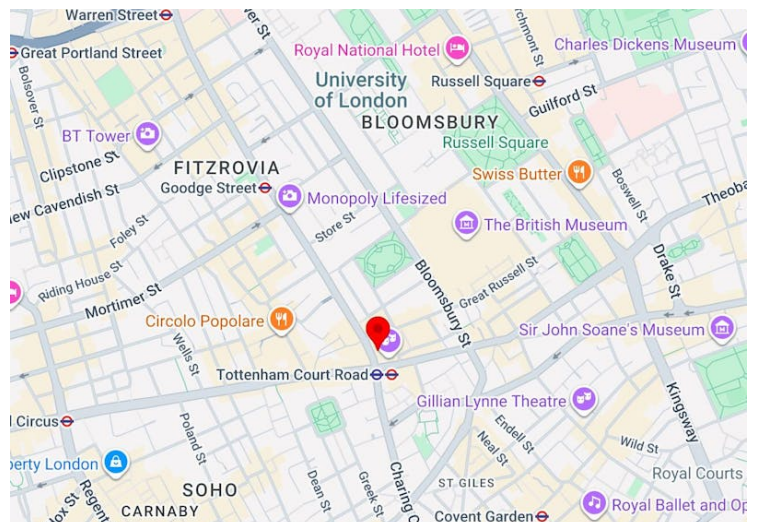 Warren Street
Great Portland Street
Royal National Hotel
Charles Dickens Museum
Bolsover St
University
of London
Russell Square
Guilford St
BLOOMSBURY
BT Tower
Russell Square
Clipstone St
FITZROVIA
Swiss Butter
Goodge Street
Monopoly Lifesized
Boswell St
Theoba
ew Cavendish St
Foley St
Store St
The British Museum
Drake St
Riding House St
Mortimer St
Bloomsbury St
Great Russell St
Circolo Popolare
Sir John Soane's Museum
Wells St
Tottenham Court Road
Gillian Lynne Theatre
Kingsway
l Circus
Poland St
Endell St
Neal St
Wild St
perty London
Regent
Dean St
Greek St
Charing C
ST GILES
Royal Courts
SOHO
CARNABY
Covent Garden
Royal Ballet and Op